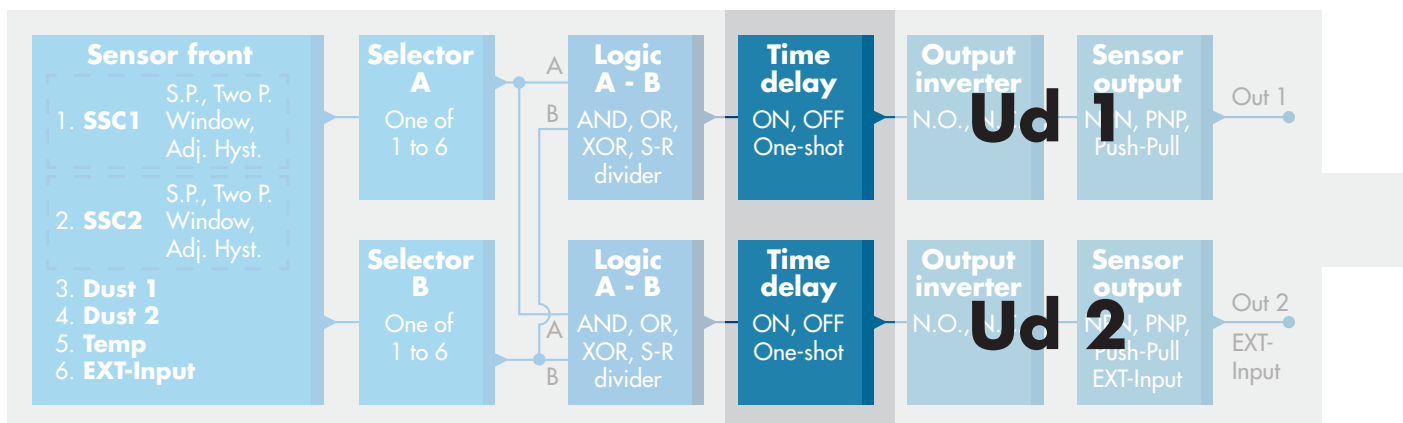 Sensor front
1. SSC1
S.P., Two P.
Window,
Adj. Hyst.
2. SSC2
S.P., Two P.
Window,
Adj. Hyst.
3. Dust 1
4. Dust 2
5. Temp
6. EXT-Input
Selector
A
One of
1 to 6
A
B
Logic
A - B
AND, OR,
XOR, S-R
divider
Time
delay
ON, OFF
One-shot
Output
inverter
N.O., N.C.
Ud 1
Sensor
output
NPN, PNP,
Push-Pull
Out 1
Selector
B
One of
1 to 6
A
B
Logic
A - B
AND, OR,
XOR, S-R
divider
Time
delay
ON, OFF
One-shot
Output
inverter
N.O., N.C.
Ud 2
Sensor
output
NPN, PNP,
Push-Pull
EXT-Input
Out 2
EXT-
Input